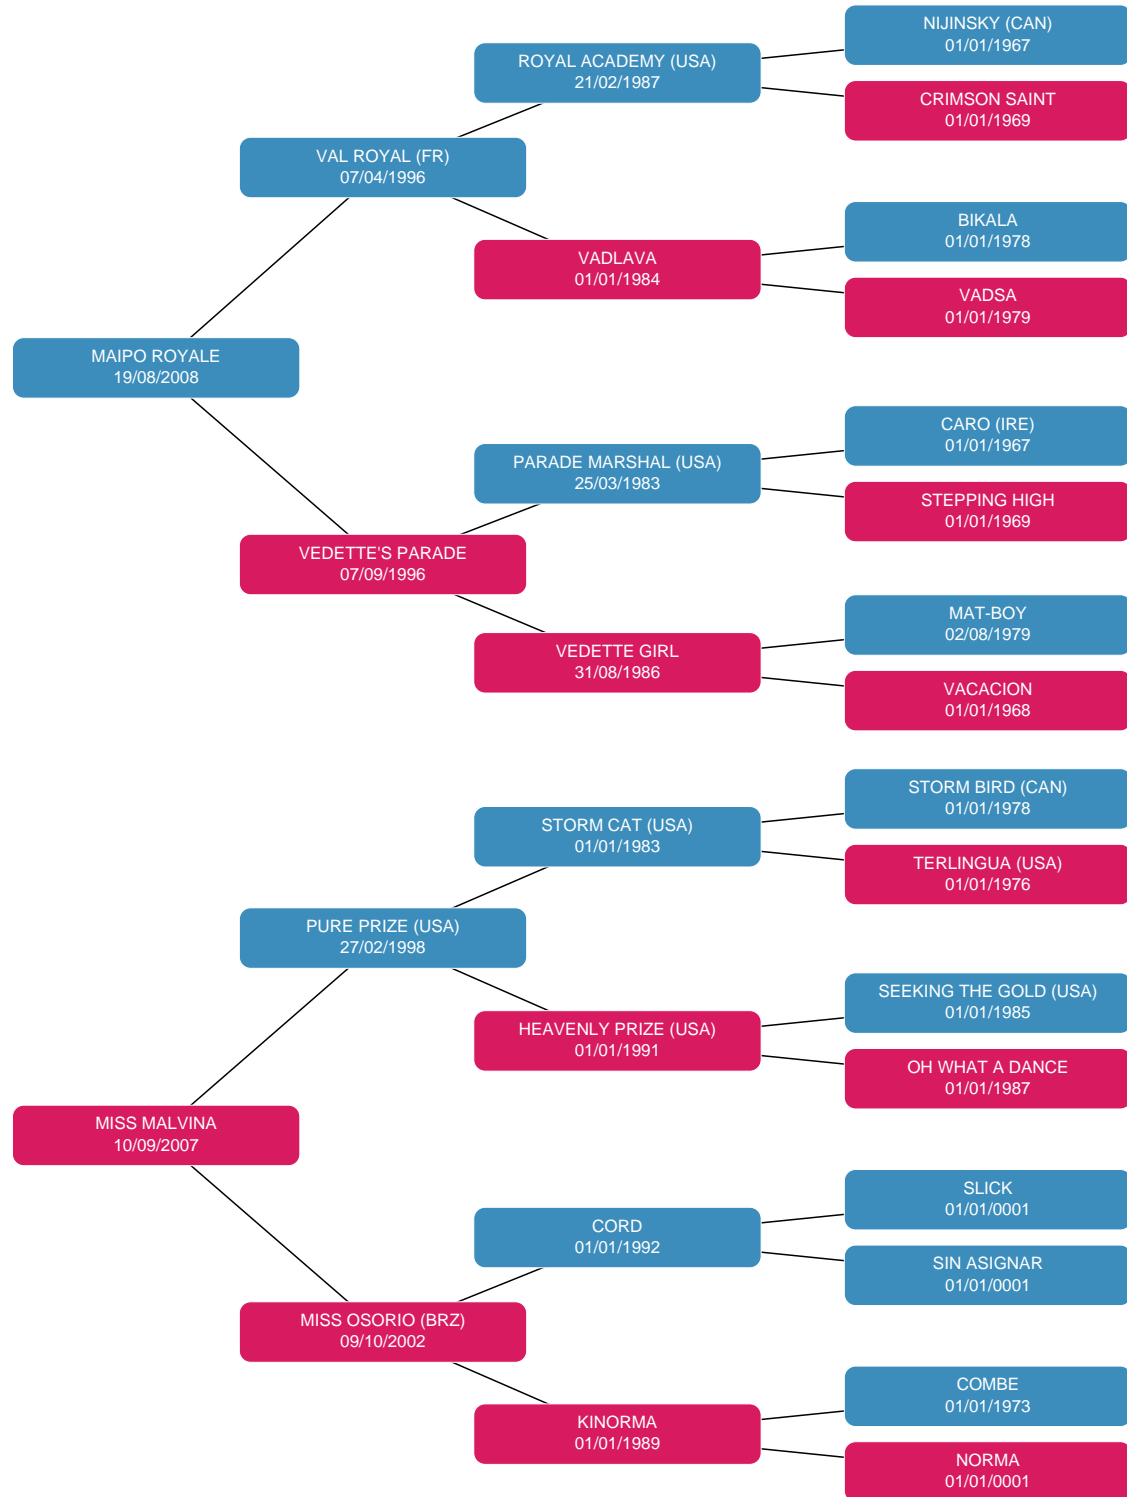 NIJINSKY (CAN)
01/01/1967
ROYAL ACADEMY (USA)
21/02/1987
CRIMSON SAINT
01/01/1969
VAL ROYAL (FR)
07/04/1996
BIKALA
01/01/1978
VADLAVA
01/01/1984
VADSA
01/01/1979
MAIPO ROYALE
19/08/2008
CARO (IRE)
01/01/1967
PARADE MARSHAL (USA)
25/03/1983
STEPPING HIGH
01/01/1969
VEDETTE'S PARADE
07/09/1996
MAT-BOY
02/08/1979
VEDETTE GIRL
31/08/1986
VACACION
01/01/1968
STORM BIRD (CAN)
01/01/1978
STORM CAT (USA)
01/01/1983
TERLINGUA (USA)
01/01/1976
PURE PRIZE (USA)
27/02/1998
SEEKING THE GOLD (USA)
01/01/1985
HEAVENLY PRIZE (USA)
01/01/1991
OH WHAT A DANCE
01/01/1987
MISS MALVINA
10/09/2007
SLICK
01/01/0001
CORD
01/01/1992
SIN ASIGNAR
01/01/0001
MISS OSORIO (BRZ)
09/10/2002
COMBE
01/01/1973
KINORMA
01/01/1989
NORMA
01/01/0001